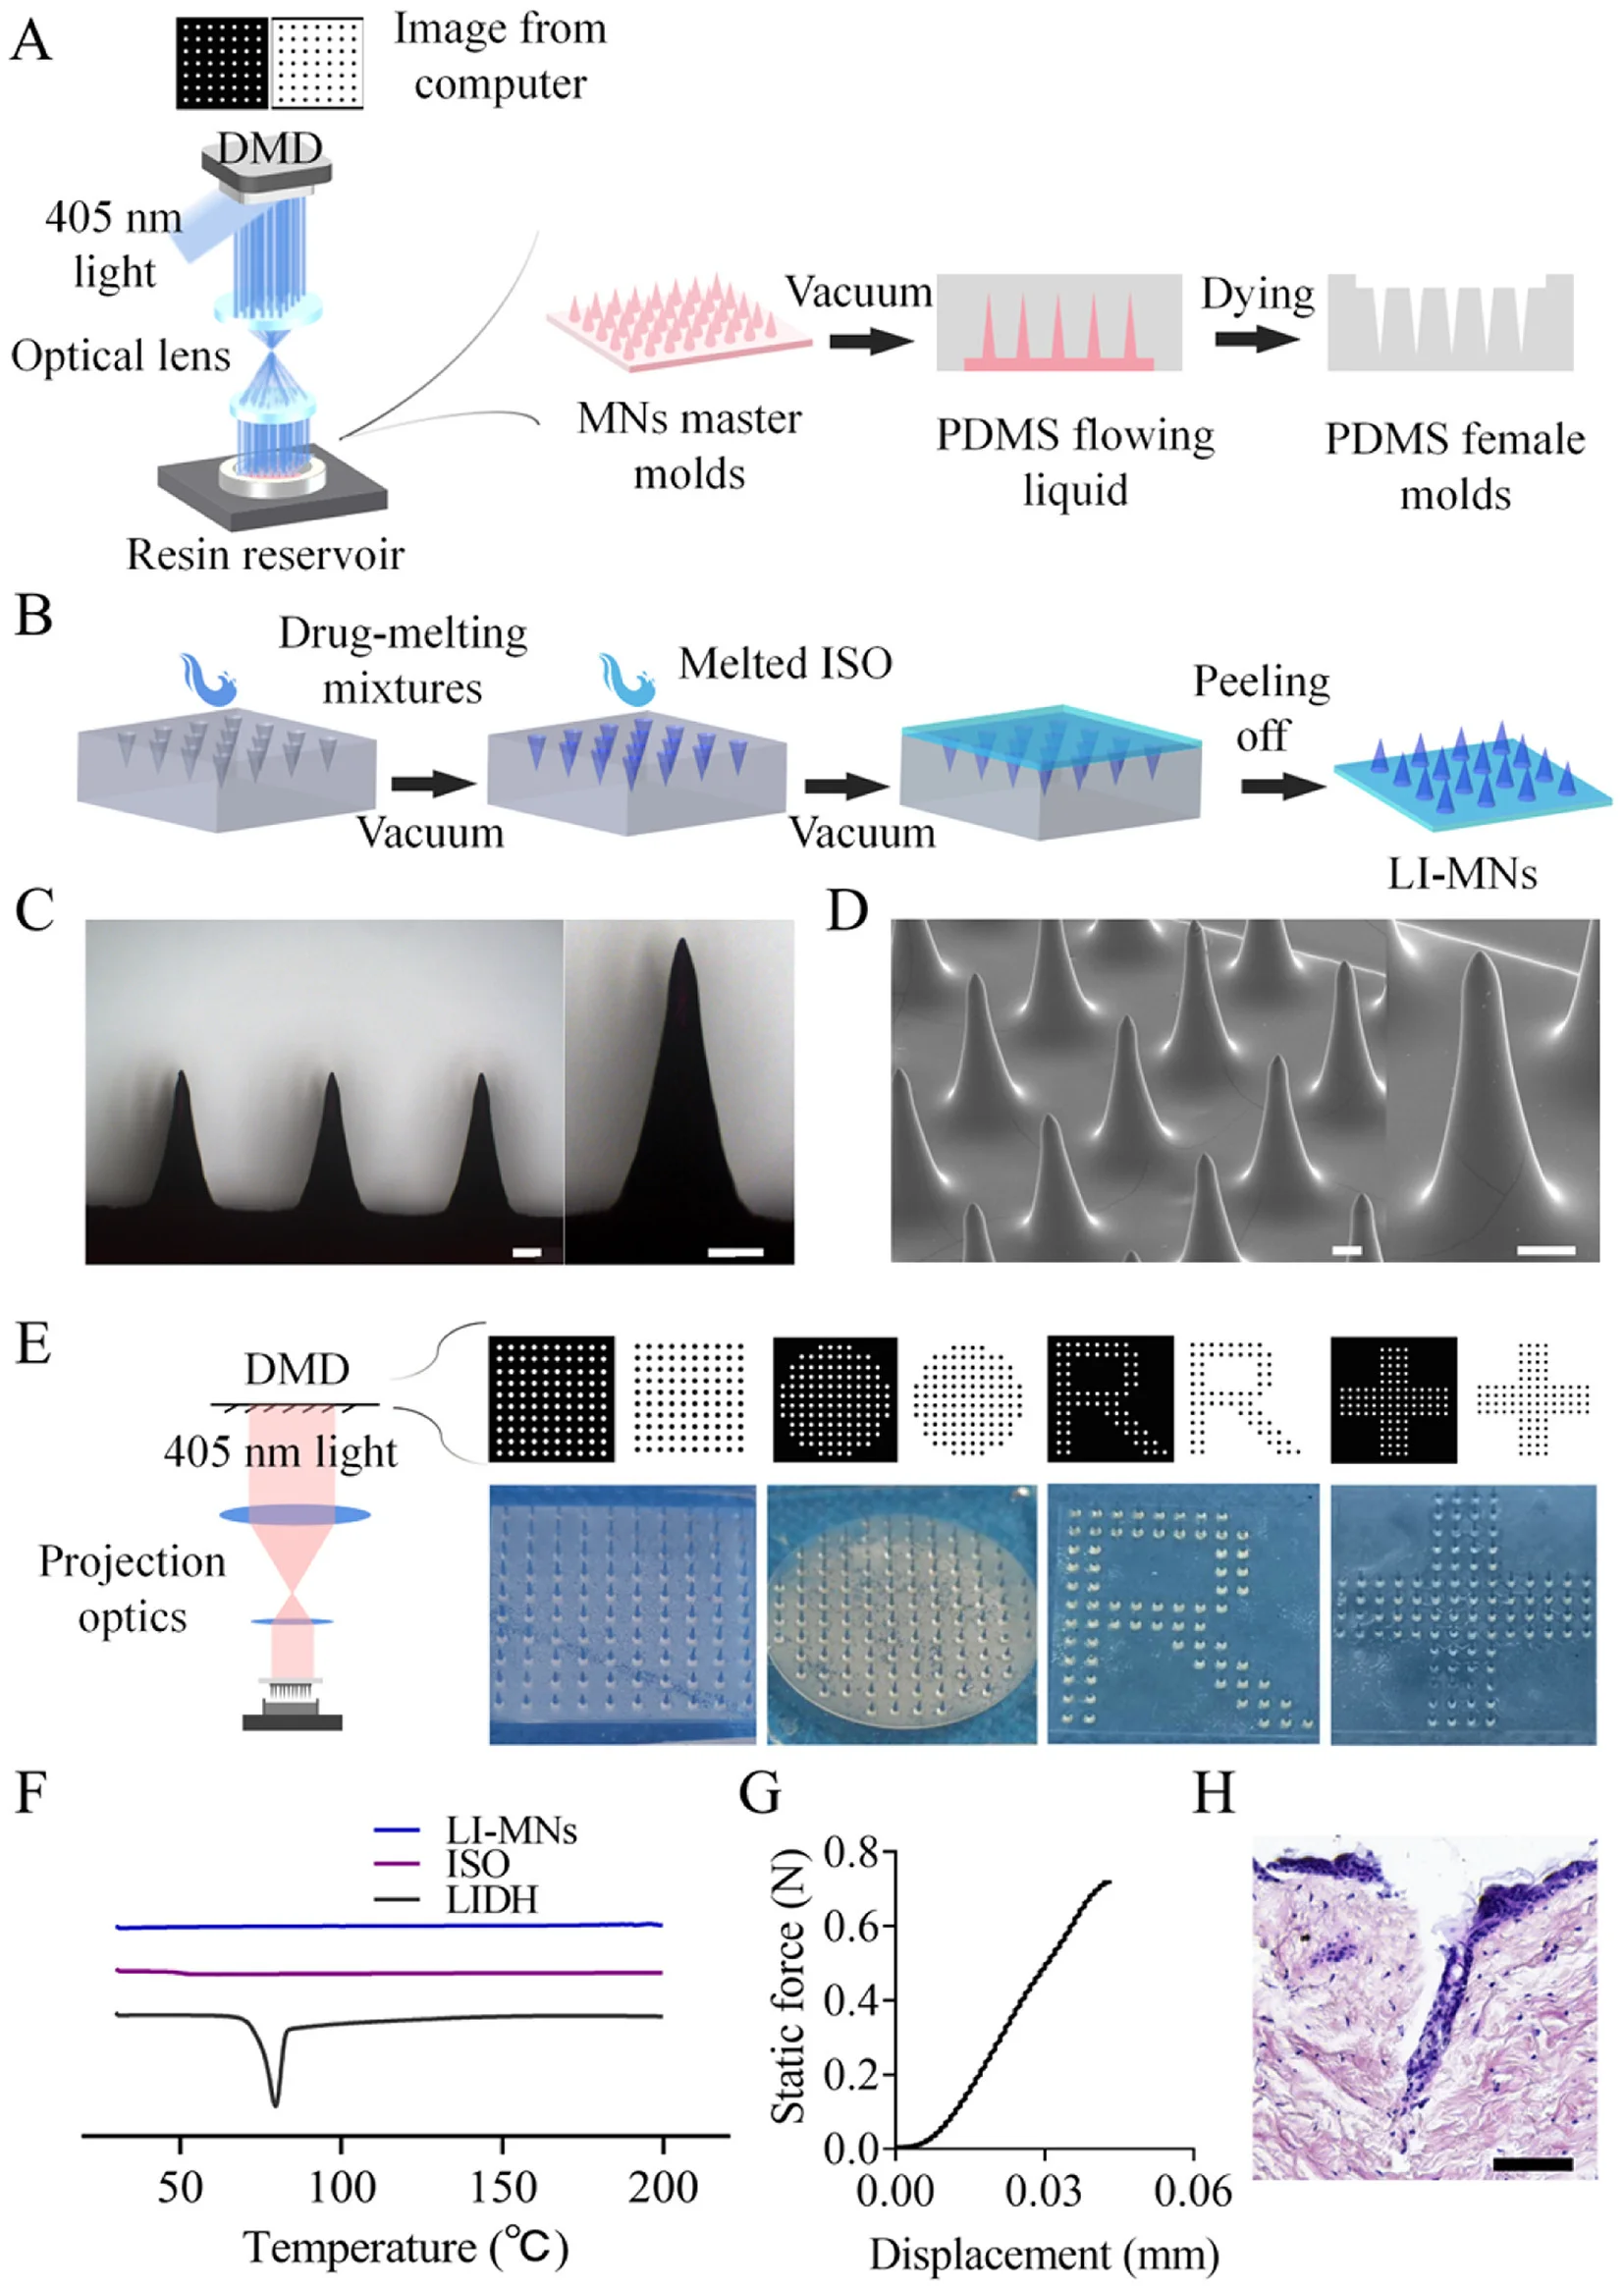 A
Image from
computer
DMD
405 nm
light
Optical lens
Resin reservoir
MNs master
molds
Vacuum
PDMS flowing
liquid
Dying
PDMS female
molds
B
Drug-melting
mixtures
Vacuum
Melted ISO
Vacuum
Peeling
off
LI-MNs
C
D
E
DMD
405 nm light
Projection
optics
F
LI-MNs
ISO
LIDH
50 100 150 200
Temperature (℃)
G
Static force (N)
0.8
0.6
0.4
0.2
0.0
0.00 0.03 0.06
Displacement (mm)
H